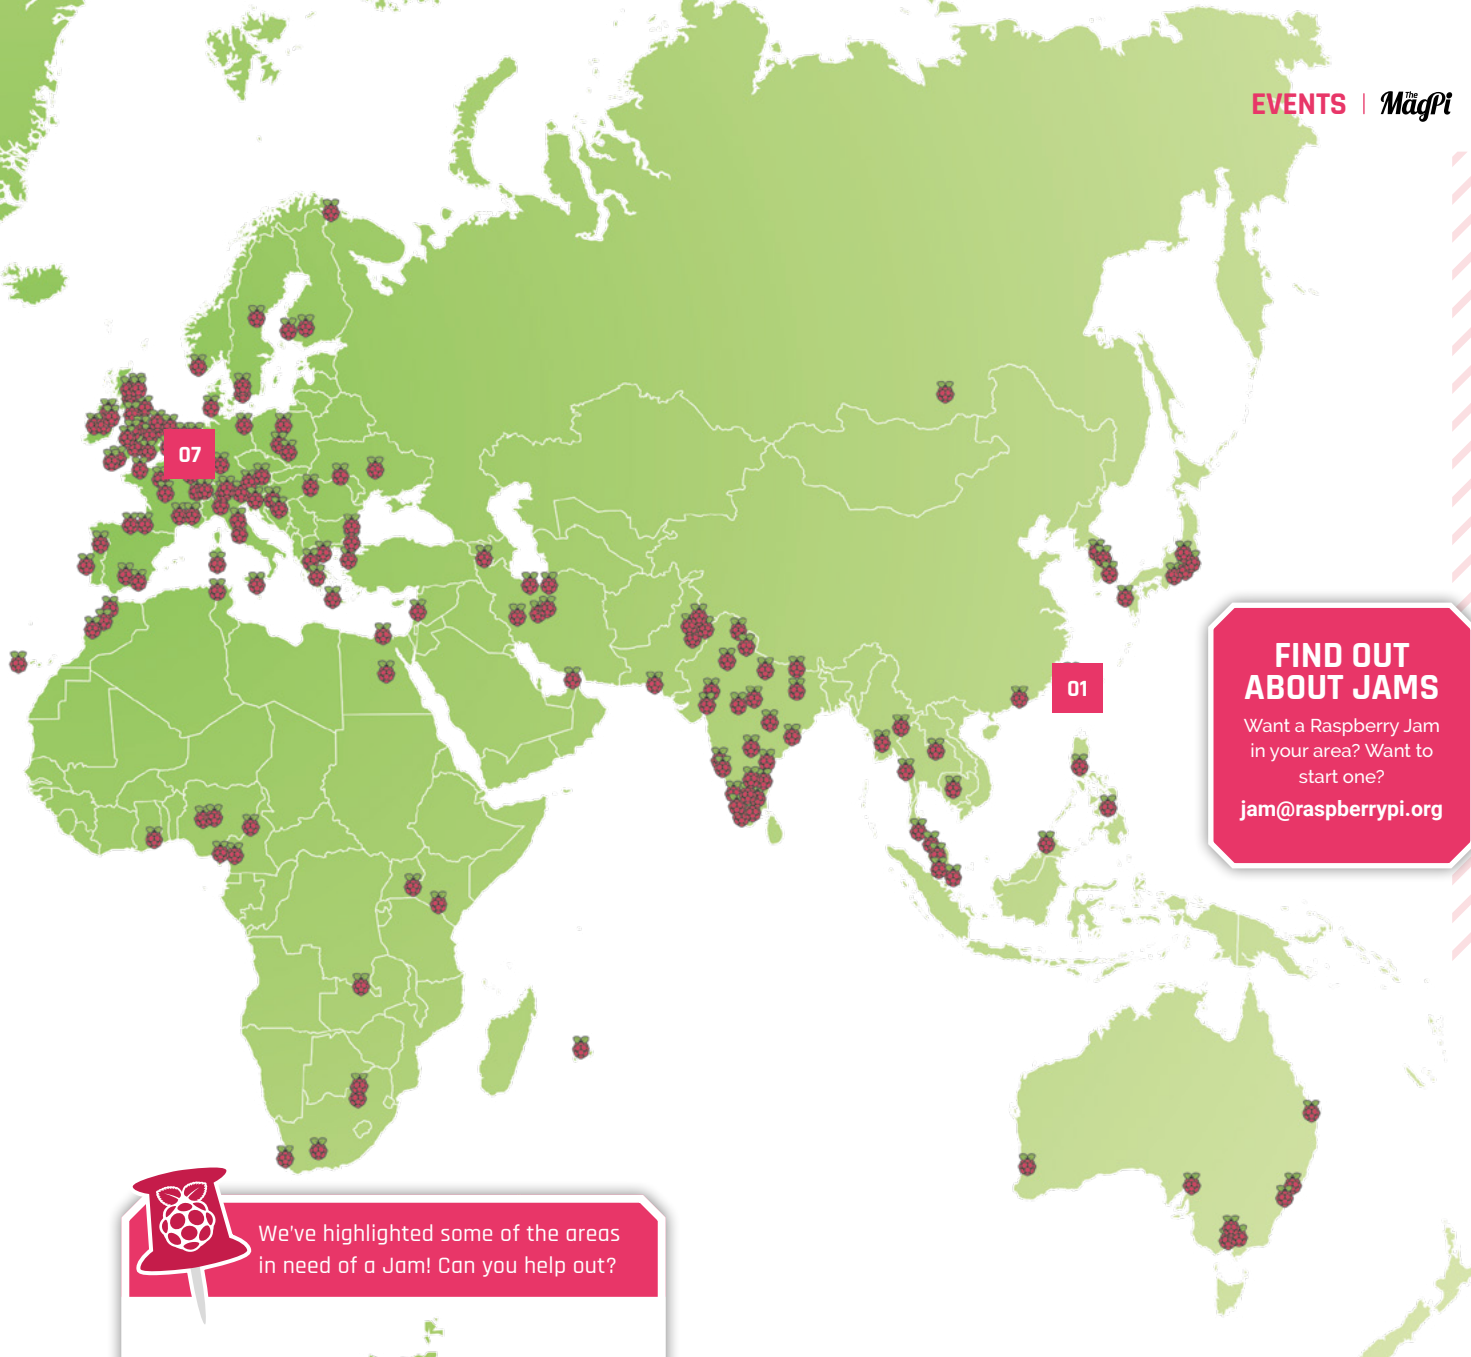 EVENTS
The MagPi
07
01
FIND OUT
ABOUT JAMS
Want a Raspberry Jam
in your area? Want to
start one?
jam@raspberrypi.org
We’ve highlighted some of the areas
in need of a Jam! Can you help out?